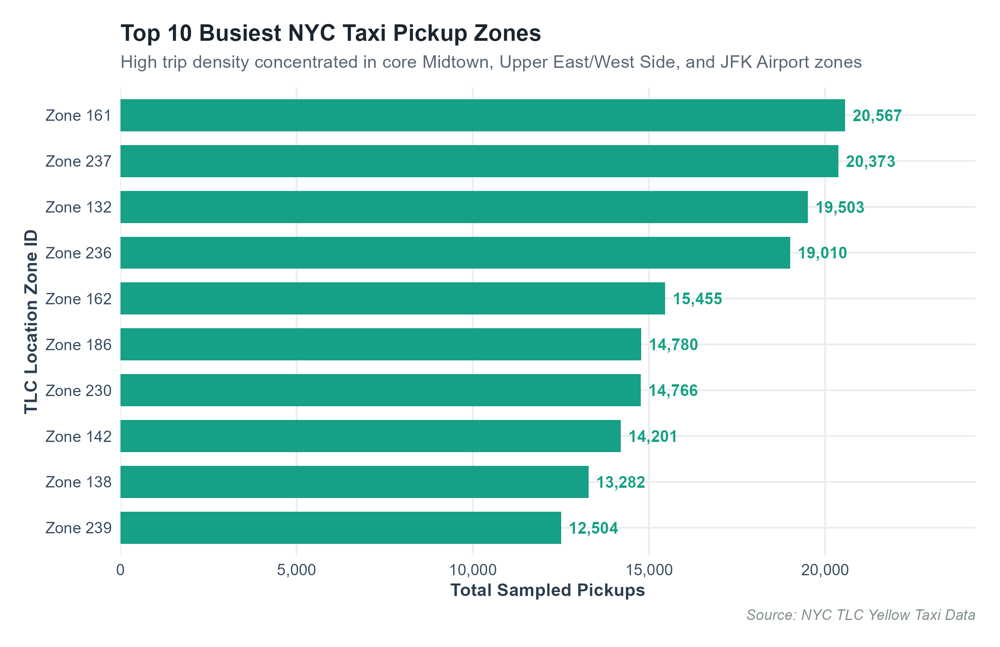 Top 10 Busiest NYC Taxi Pickup Zones
High trip density concentrated in core Midtown, Upper East/West Side, and JFK Airport zones
TLC Location Zone ID
Zone 161 20,567
Zone 237 20,373
Zone 132 19,503
Zone 236 19,010
Zone 162 15,455
Zone 186 14,780
Zone 230 14,766
Zone 142 14,201
Zone 138 13,282
Zone 239 12,504
0 5,000 10,000 15,000 20,000
Total Sampled Pickups
Source: NYC TLC Yellow Taxi Data